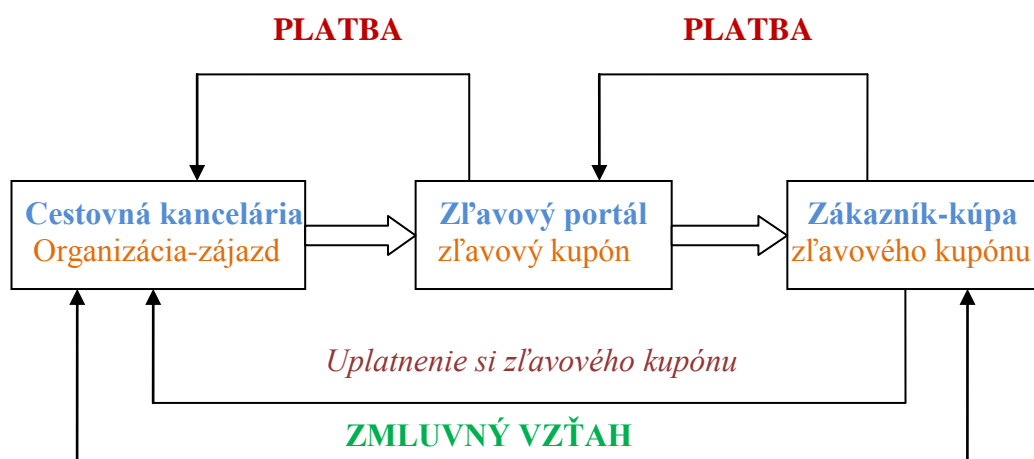 PLATBA PLATBA
Cestovná kancelária
Organizácia-zájazd
Zľavový portál
zľavový kupón
Zákazník-kúpa
zľavového kupónu
Uplatnenie si zľavového kupónu
ZMLUVNÝ VZŤAH